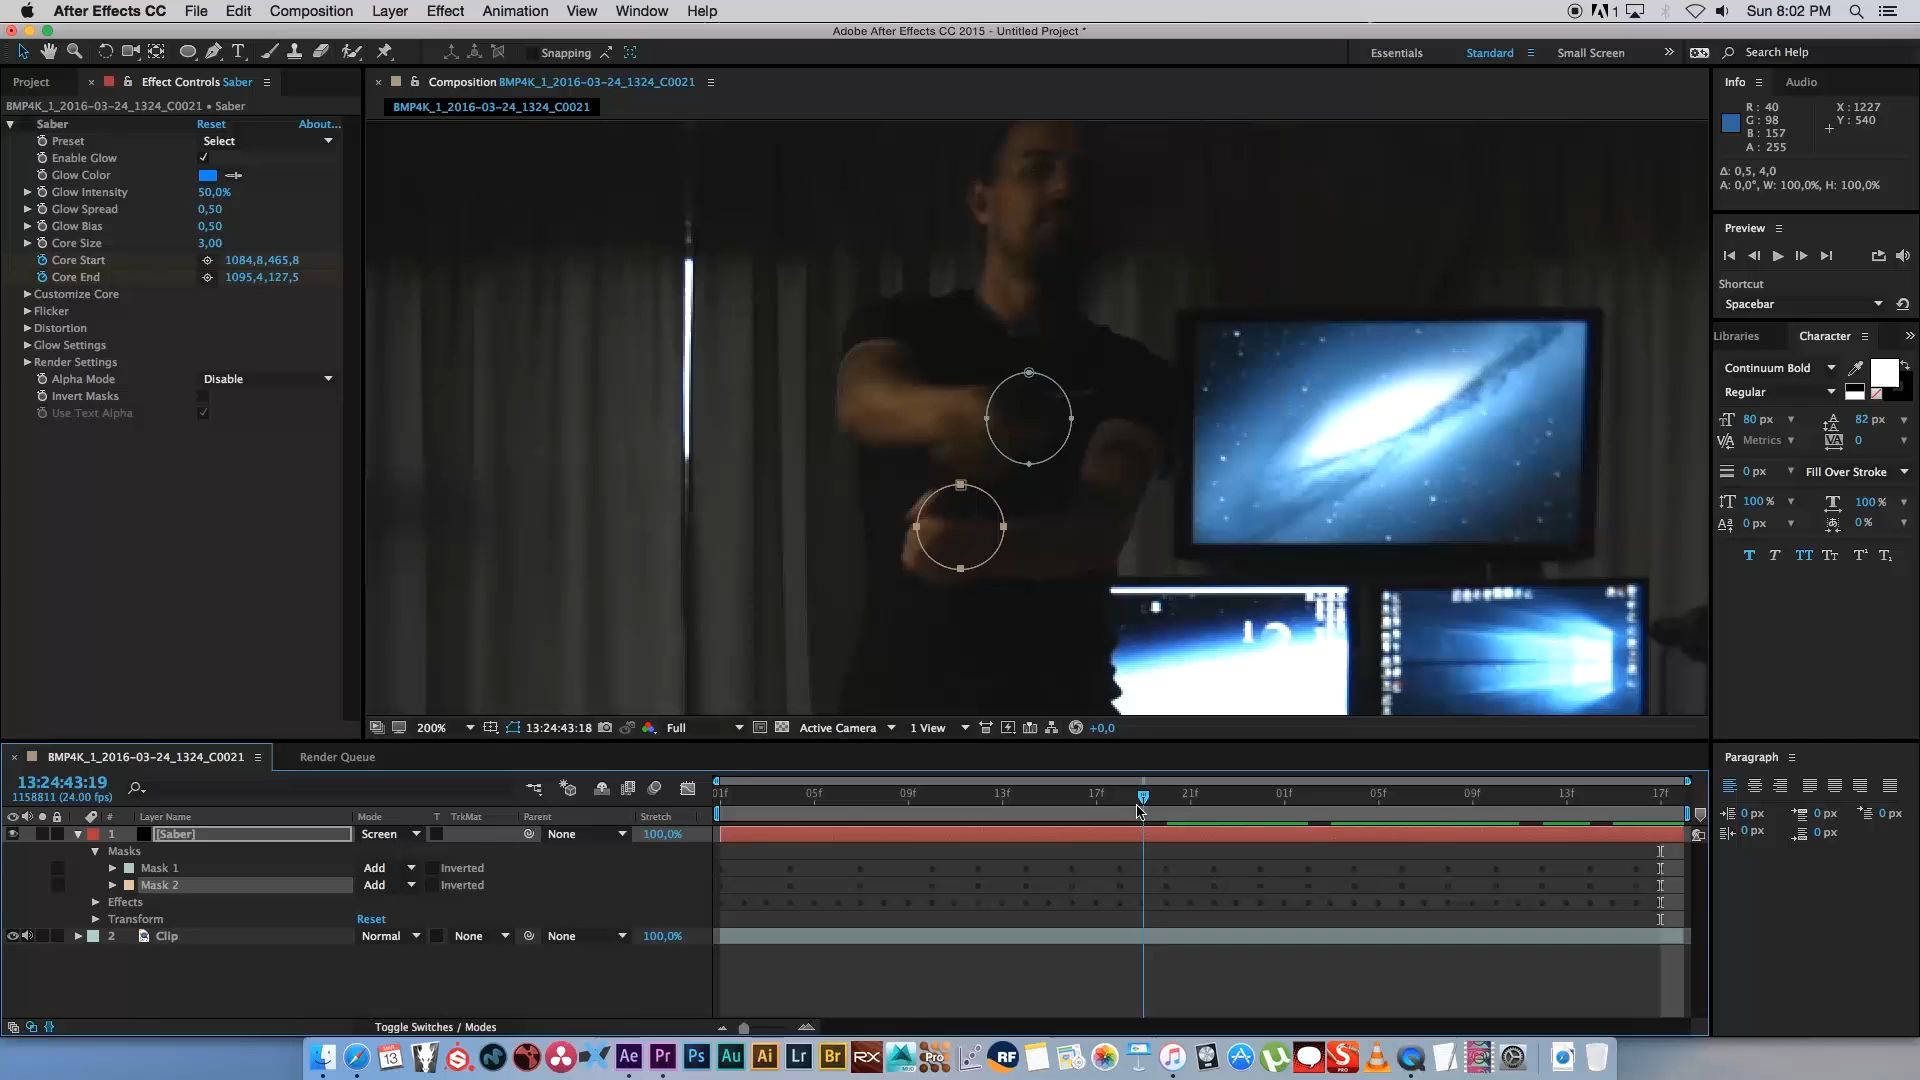 After Effects CC File Edit Composition Layer Effect Animation View Window Help
1 Sun 8:02 PM
Adobe After Effects CC 2015 - Untitled Project *
Snapping Essentials Standard Small Screen Search Help
Project Effect Controls Saber
BMP4K_1_2016-03-24_1324_C0021 • Saber
Saber Reset About...
Preset Select
Enable Glow
Glow Color
Glow Intensity 50,0%
Glow Spread 0,50
Glow Bias 0,50
Core Size 3,00
Core Start 1084,8,465,8
Core End 1095,4,127,5
Customize Core
Flicker
Distortion
Glow Settings
Render Settings
Alpha Mode Disable
Invert Masks
Use Text Alpha
Composition BMP4K_1_2016-03-24_1324_C0021
BMP4K_1_2016-03-24_1324_C0021
200% 13:24:43:18 Full Active Camera 1 View +0,0
Info Audio
R : 40 X : 1227
G : 98 Y : 540
B : 157
A : 255
Δ: 0,5, 4,0
A: 0,0°, W: 100,0%, H: 100,0%
Preview
Shortcut
Spacebar
Libraries Character
Continuum Bold
Regular
80 px 82 px
Metrics 0
0 px Fill Over Stroke
100 % 100 %
0 px 0 %
T T TT Tt T¹ T₁
Paragraph
0 px 0 px 0 px
0 px 0 px
BMP4K_1_2016-03-24_1324_C0021 Render Queue
13:24:43:19
1158811 (24.00 fps)
01f 05f 09f 13f 17f 21f 01f 05f 09f 13f 17f
# Layer Name Mode T TrkMat Parent Stretch
1 [Saber] Screen None 100,0%
Masks
Mask 1 Add Inverted
Mask 2 Add Inverted
Effects
Transform Reset
2 Clip Normal None None 100,0%
Toggle Switches / Modes
MAR 13 Ae Pr Ps Au Ai Lr Br RX MUD Pro RF S PRO